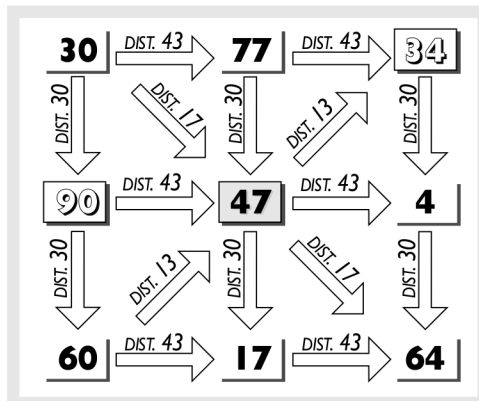 30 DIST. 43 77 DIST. 43 34
DIST. 30 DIST. 17 DIST. 30 DIST. 13 DIST. 30
90 DIST. 43 47 DIST. 43 4
DIST. 30 DIST. 13 DIST. 30 DIST. 17 DIST. 30
60 DIST. 43 17 DIST. 43 64